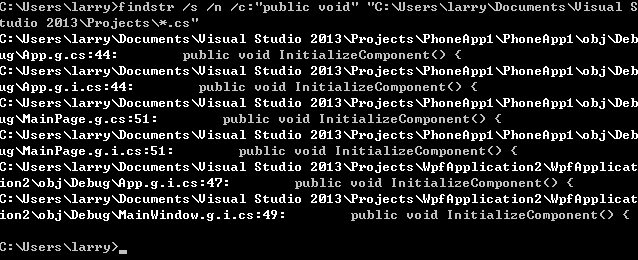 C:\Users\larry>findstr /s /n /c:"public void" "C:\Users\larry\Documents\Visual S
tudio 2013\Projects\*.cs"
C:\Users\larry\Documents\Visual Studio 2013\Projects\PhoneApp1\PhoneApp1\obj\Deb
ug\App.g.cs:44:        public void InitializeComponent() {
C:\Users\larry\Documents\Visual Studio 2013\Projects\PhoneApp1\PhoneApp1\obj\Deb
ug\App.g.i.cs:44:        public void InitializeComponent() {
C:\Users\larry\Documents\Visual Studio 2013\Projects\PhoneApp1\PhoneApp1\obj\Deb
ug\MainPage.g.cs:51:        public void InitializeComponent() {
C:\Users\larry\Documents\Visual Studio 2013\Projects\PhoneApp1\PhoneApp1\obj\Deb
ug\MainPage.g.i.cs:51:        public void InitializeComponent() {
C:\Users\larry\Documents\Visual Studio 2013\Projects\WpfApplication2\WpfApplicat
ion2\obj\Debug\App.g.i.cs:47:        public void InitializeComponent() {
C:\Users\larry\Documents\Visual Studio 2013\Projects\WpfApplication2\WpfApplicat
ion2\obj\Debug\MainWindow.g.i.cs:49:        public void InitializeComponent() {
C:\Users\larry>_